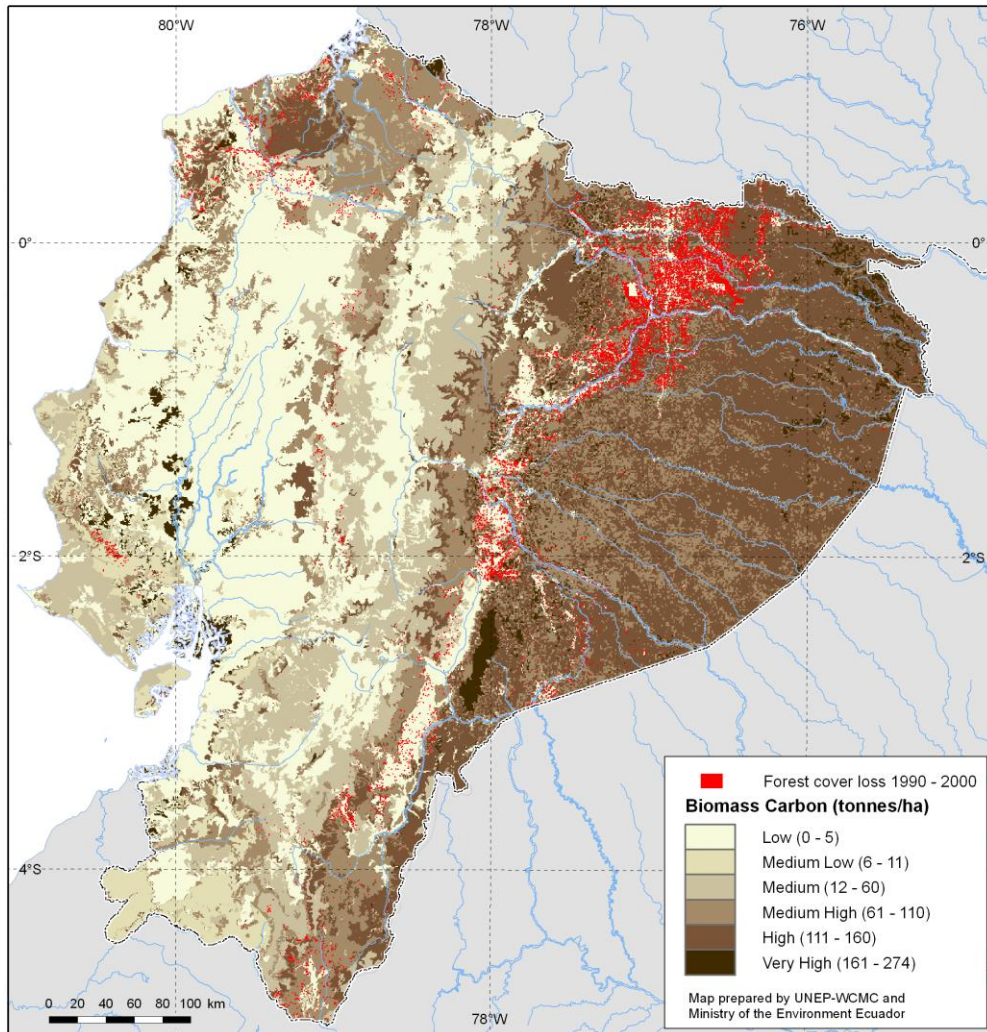 80°W 78°W 76°W
0° 0°
2°S 2°S
4°S
78°W
Forest cover loss 1990 - 2000
Biomass Carbon (tonnes/ha)
Low (0 - 5)
Medium Low (6 - 11)
Medium (12 - 60)
Medium High (61 - 110)
High (111 - 160)
Very High (161 - 274)
Map prepared by UNEP-WCMC and
Ministry of the Environment Ecuador
0 20 40 60 80 100 km